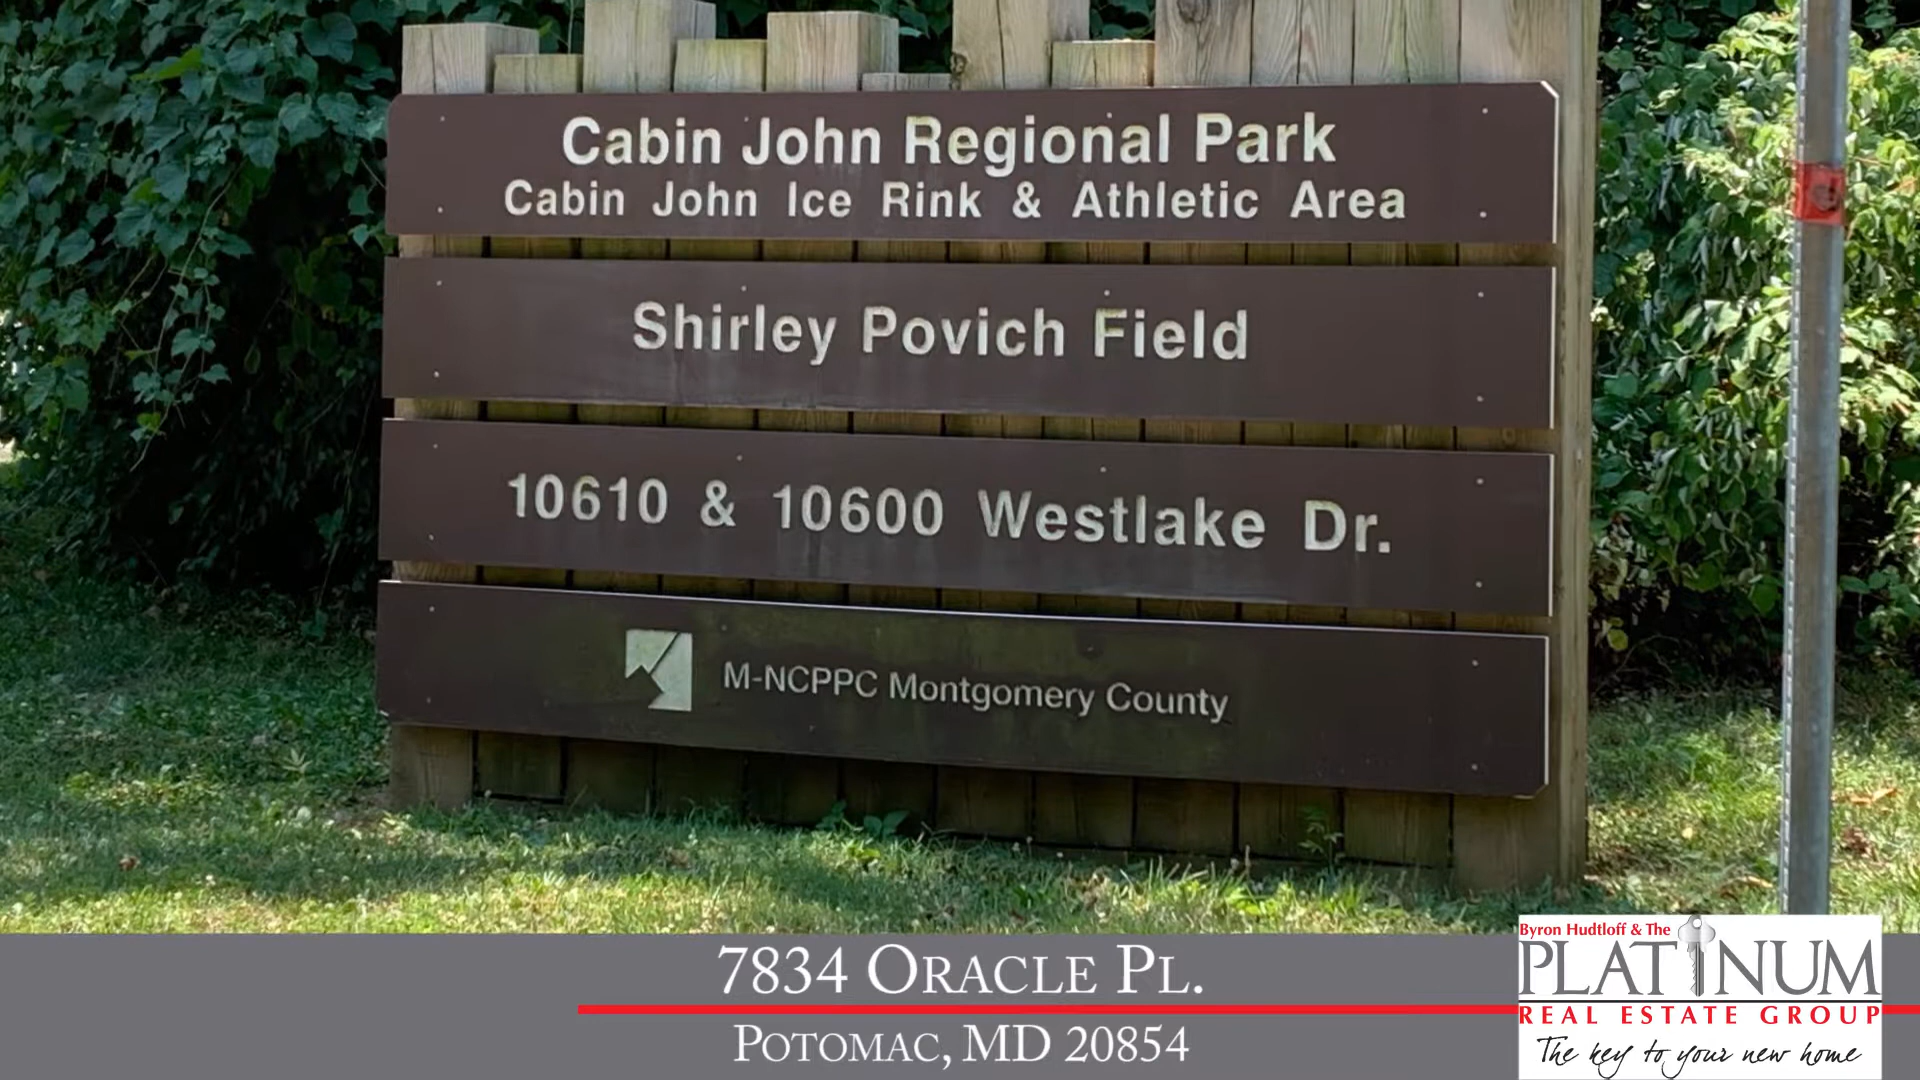 Cabin John Regional Park
Cabin John Ice Rink & Athletic Area
Shirley Povich Field
10610 & 10600 Westlake Dr.
M-NCPPC Montgomery County
7834 Oracle Pl.
Potomac, MD 20854
Byron Hudtloff & The
PLATINUM
REAL ESTATE GROUP
The key to your new home